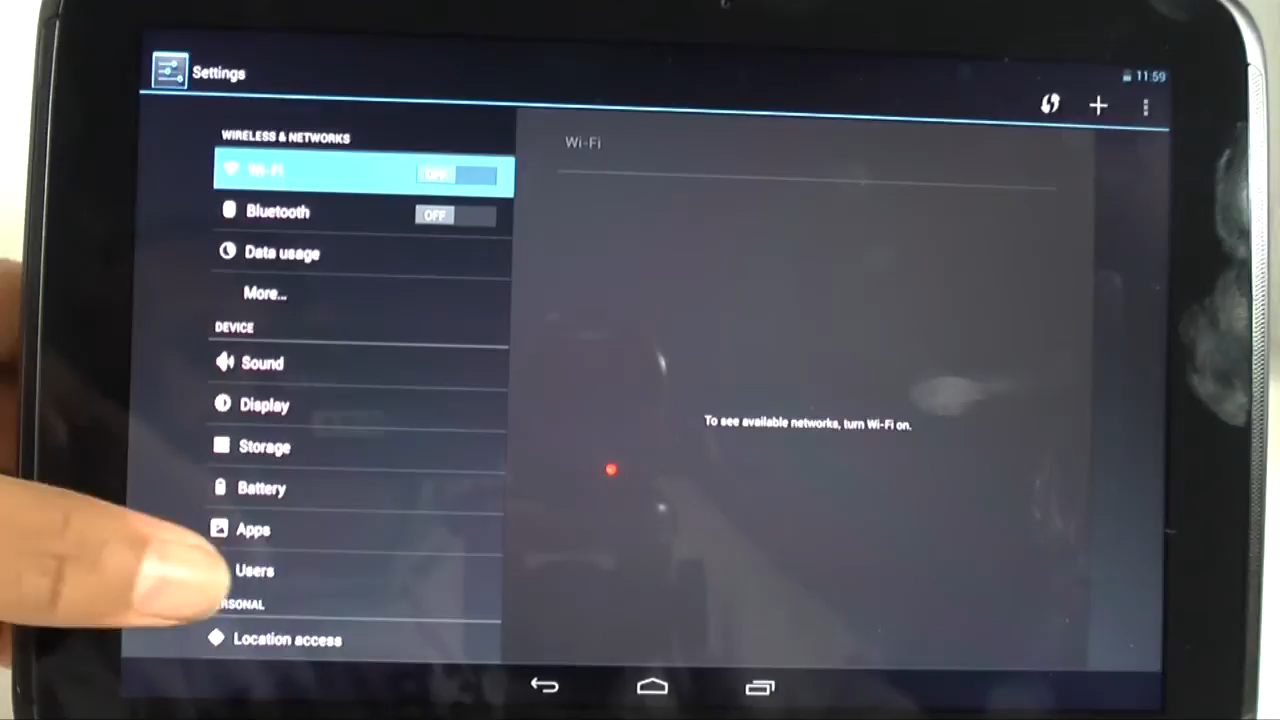 Settings
11:59
WIRELESS & NETWORKS
Wi-Fi OFF
Bluetooth OFF
Data usage
More...
DEVICE
Sound
Display
Storage
Battery
Apps
Users
RSONAL
Location access
Wi-Fi
To see available networks, turn Wi-Fi on.